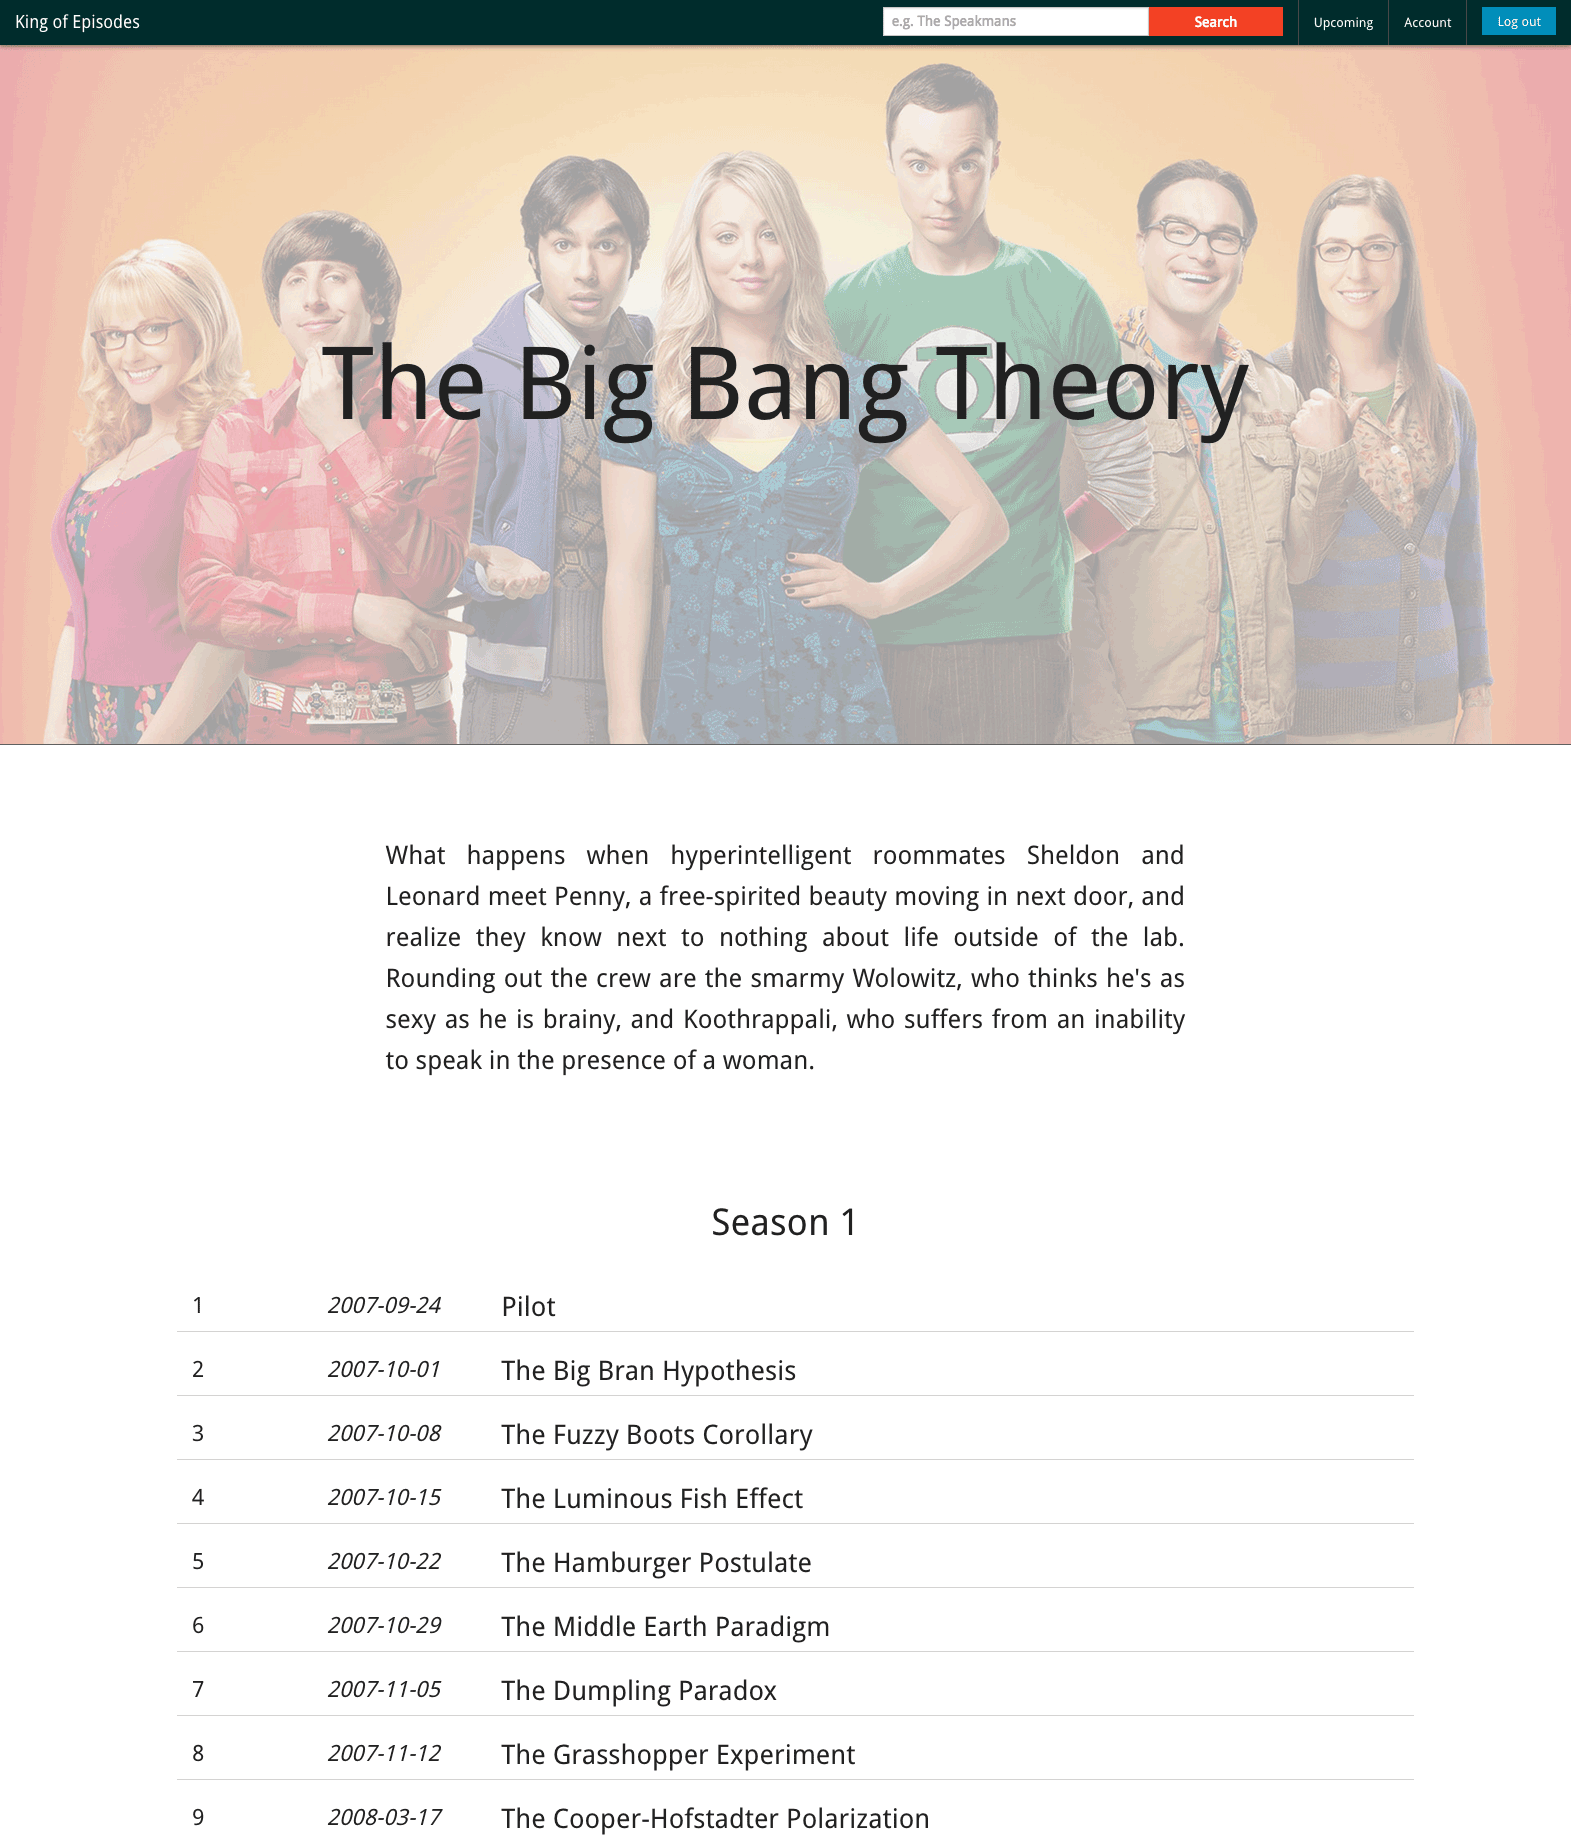 King of Episodes
e.g. The Speakmans
Search
Upcoming
Account
Log out
The Big Bang Theory
What happens when hyperintelligent roommates Sheldon and
Leonard meet Penny, a free-spirited beauty moving in next door, and
realize they know next to nothing about life outside of the lab.
Rounding out the crew are the smarmy Wolowitz, who thinks he's as
sexy as he is brainy, and Koothrappali, who suffers from an inability
to speak in the presence of a woman.
Season 1
1 2007-09-24 Pilot
2 2007-10-01 The Big Bran Hypothesis
3 2007-10-08 The Fuzzy Boots Corollary
4 2007-10-15 The Luminous Fish Effect
5 2007-10-22 The Hamburger Postulate
6 2007-10-29 The Middle Earth Paradigm
7 2007-11-05 The Dumpling Paradox
8 2007-11-12 The Grasshopper Experiment
9 2008-03-17 The Cooper-Hofstadter Polarization